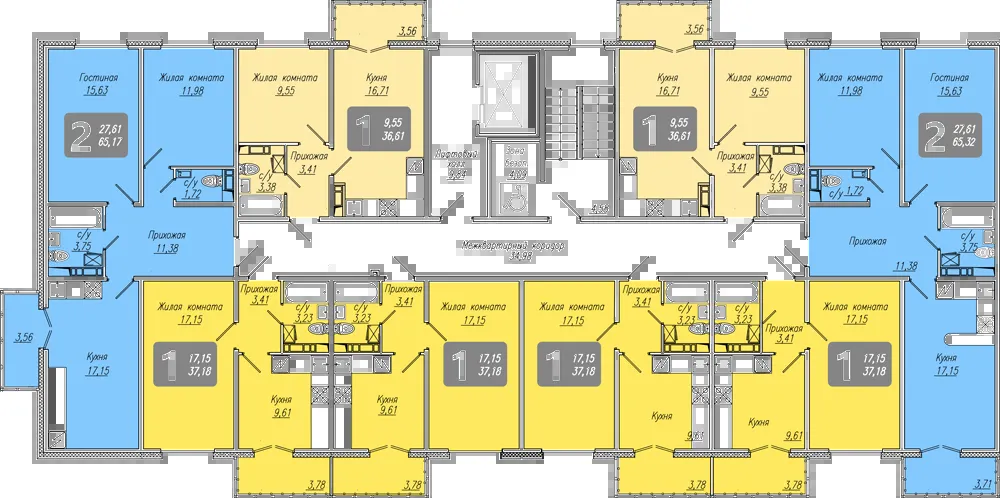 3,56
3,56
Гостиная
15,63
Жилая комната
11,98
Жилая комната
9,55
Кухня
16,71
Кухня
16,71
Жилая комната
9,55
Жилая комната
11,98
Гостиная
15,63
2
27,61
65,17
1
9,55
36,61
1
9,55
36,61
2
27,61
65,32
Прихожая
3,41
с/у
3,38
с/у
1,72
Лифтовый
холл
9,84
Зона
безоп.
4,04
Прихожая
3,41
с/у
3,38
с/у
1,72
с/у
3,75
Прихожая
11,38
Межквартирный коридор
34,98
Прихожая
11,38
с/у
3,75
3,56
Кухня
17,15
Жилая комната
17,15
1
17,15
37,18
Прихожая
3,41
с/у
3,23
Кухня
9,61
с/у
3,23
Прихожая
3,41
Жилая комната
17,15
1
17,15
37,18
Кухня
9,61
Жилая комната
17,15
1
17,15
37,18
Прихожая
3,41
с/у
3,23
Кухня
9,61
с/у
3,23
Прихожая
3,41
Жилая комната
17,15
1
17,15
37,18
Кухня
9,61
Кухня
17,15
3,78
3,78
3,78
3,78
3,71